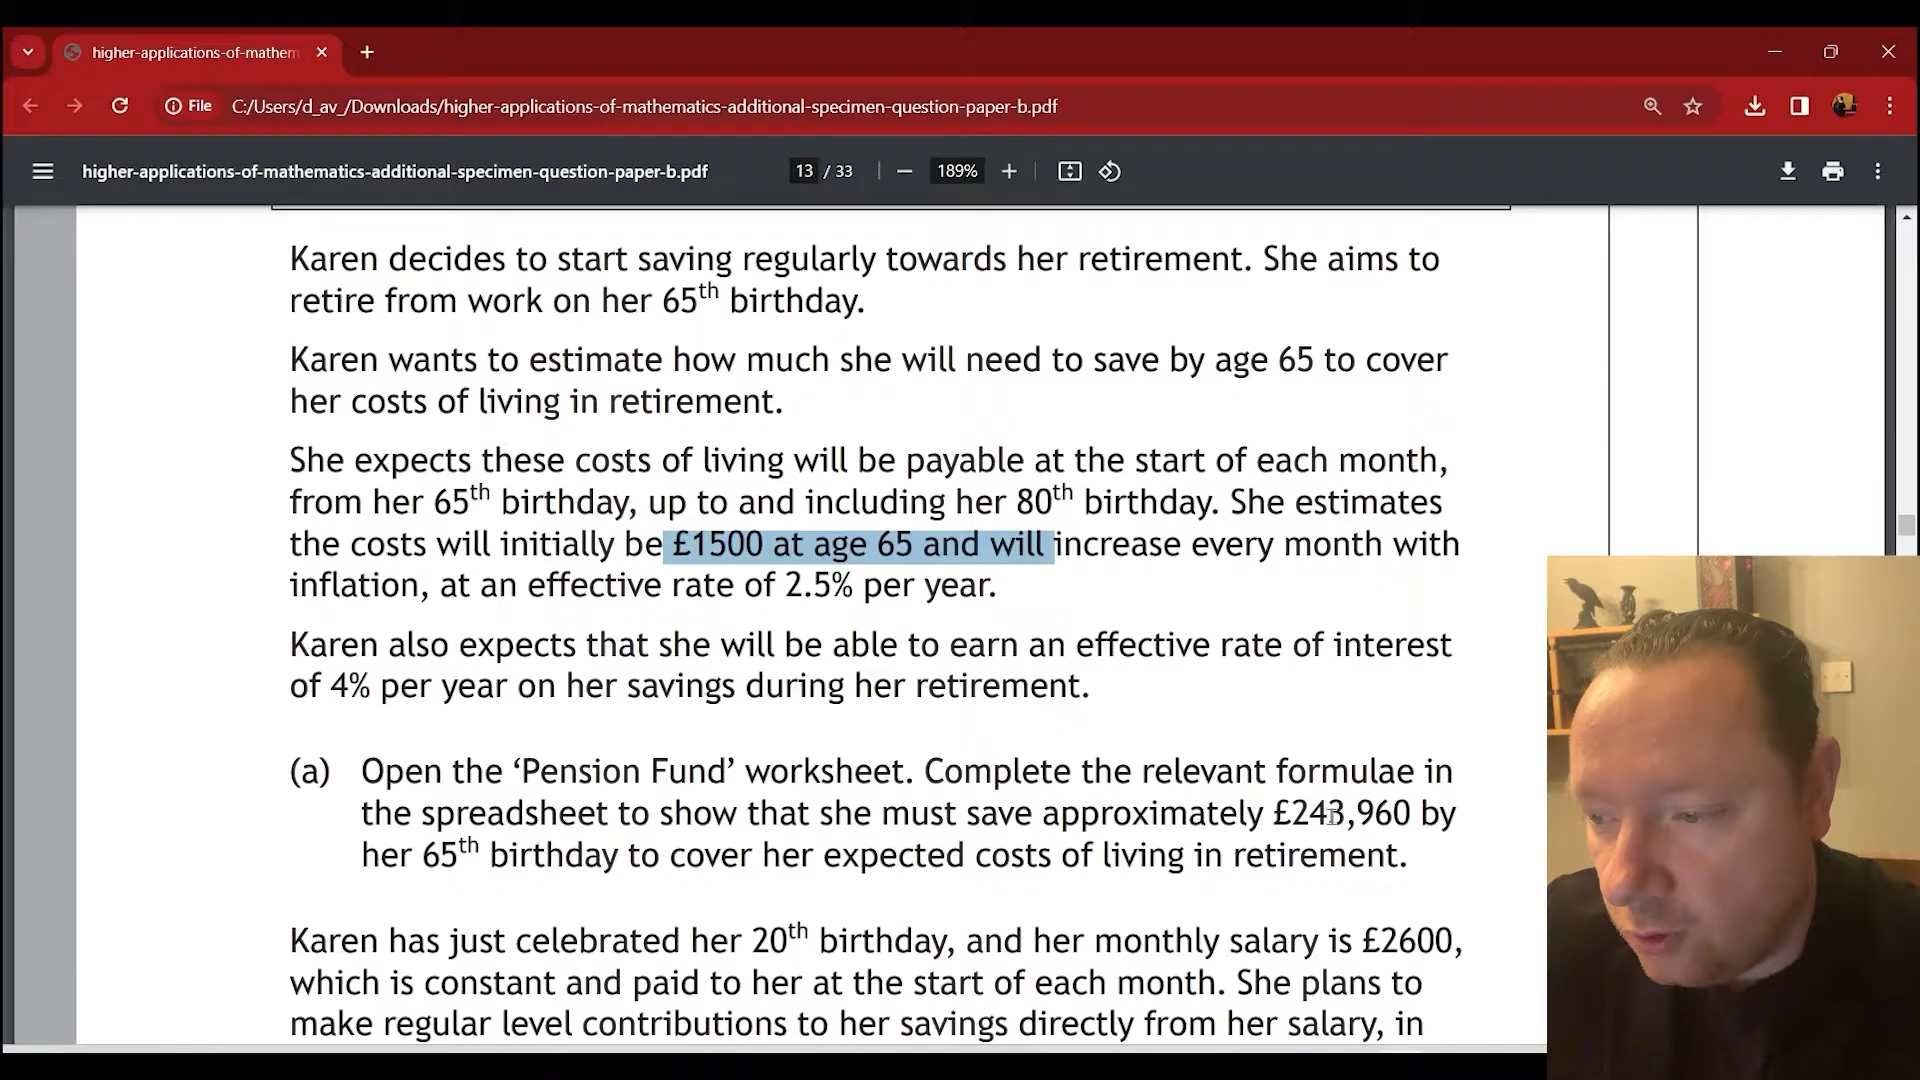 higher-applications-of-mathem
File C:/Users/d_av_/Downloads/higher-applications-of-mathematics-additional-specimen-question-paper-b.pdf
higher-applications-of-mathematics-additional-specimen-question-paper-b.pdf 13 / 33 189%
Karen decides to start saving regularly towards her retirement. She aims to
retire from work on her 65th birthday.
Karen wants to estimate how much she will need to save by age 65 to cover
her costs of living in retirement.
She expects these costs of living will be payable at the start of each month,
from her 65th birthday, up to and including her 80th birthday. She estimates
the costs will initially be £1500 at age 65 and will increase every month with
inflation, at an effective rate of 2.5% per year.
Karen also expects that she will be able to earn an effective rate of interest
of 4% per year on her savings during her retirement.
(a) Open the ‘Pension Fund’ worksheet. Complete the relevant formulae in
the spreadsheet to show that she must save approximately £243,960 by
her 65th birthday to cover her expected costs of living in retirement.
Karen has just celebrated her 20th birthday, and her monthly salary is £2600,
which is constant and paid to her at the start of each month. She plans to
make regular level contributions to her savings directly from her salary, in